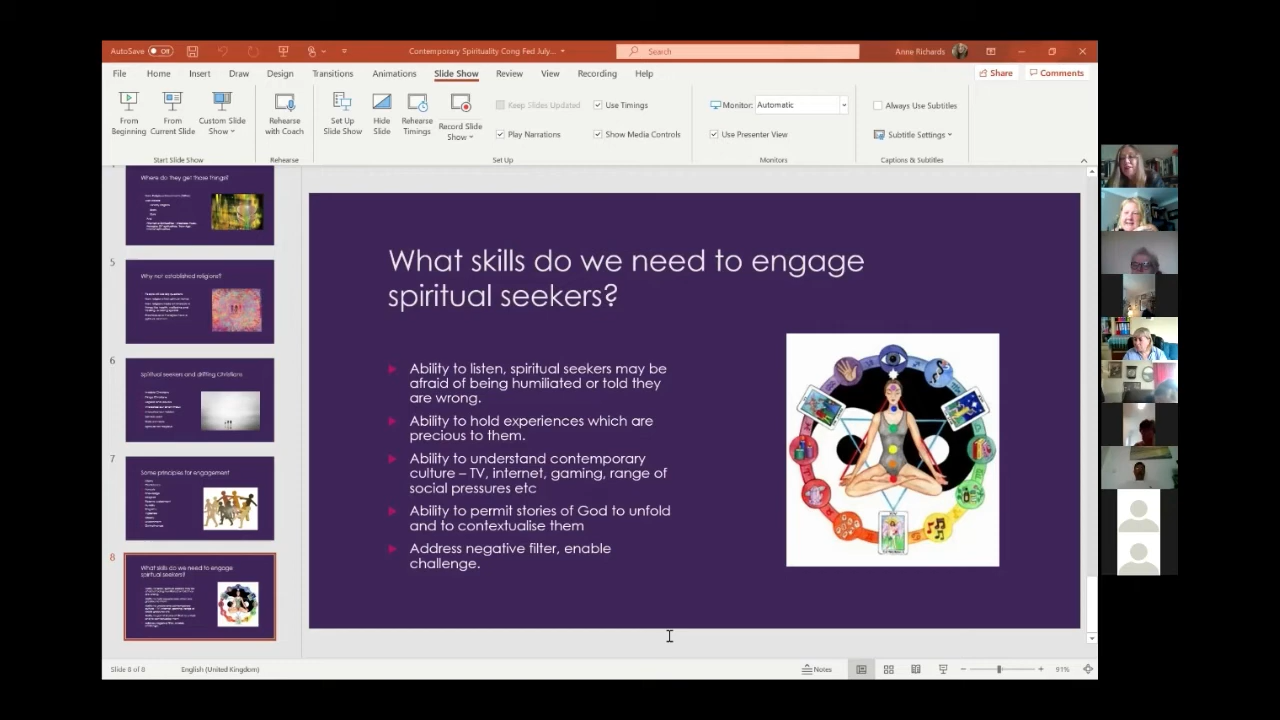 AutoSave Off Contemporary Spirituality Cong Fed July... Search Anne Richards
File Home Insert Draw Design Transitions Animations Slide Show Review View Recording Help Share Comments
From Beginning
From Current Slide
Custom Slide Show
Rehearse with Coach
Set Up Slide Show
Hide Slide
Rehearse Timings
Record Slide Show
Keep Slides Updated
Play Narrations
Use Timings
Show Media Controls
Monitor: Automatic
Use Presenter View
Always Use Subtitles
Subtitle Settings
Start Slide Show Rehearse Set Up Monitors Captions & Subtitles
Where do they get those things?
5
Why not established religions?
6
Spiritual seekers and drifting Christians
7
Some principles for engagement
8
What skills do we need to engage
spiritual seekers?
What skills do we need to engage
spiritual seekers?
Ability to listen, spiritual seekers may be
afraid of being humiliated or told they
are wrong.
Ability to hold experiences which are
precious to them.
Ability to understand contemporary
culture – TV, internet, gaming, range of
social pressures etc
Ability to permit stories of God to unfold
and to contextualise them
Address negative filter, enable
challenge.
Slide 8 of 8 English (United Kingdom) Notes 91%